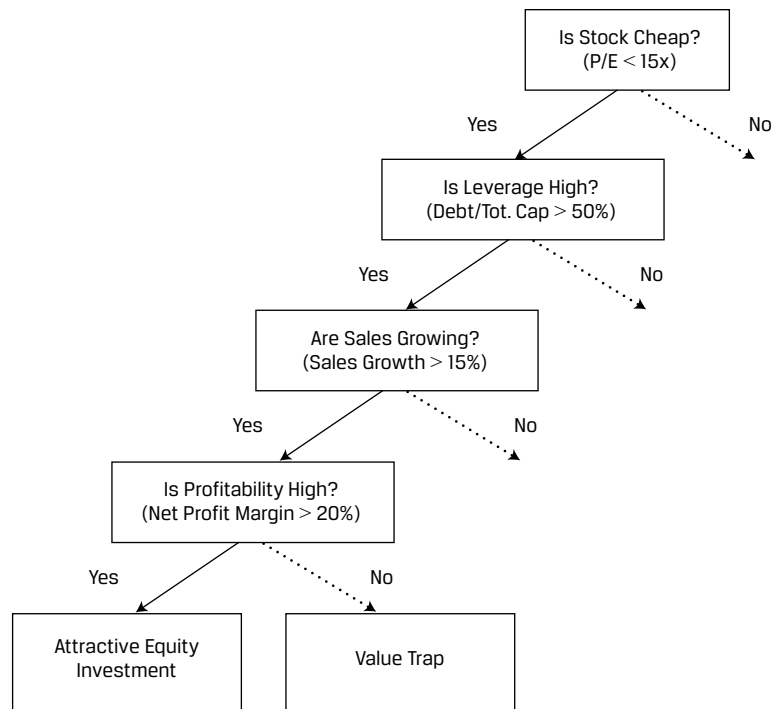 Is Stock Cheap?
(P/E < 15x)
Yes
No
Is Leverage High?
(Debt/Tot. Cap > 50%)
Yes
No
Are Sales Growing?
(Sales Growth > 15%)
Yes
No
Is Profitability High?
(Net Profit Margin > 20%)
Yes
No
Attractive Equity
Investment
Value Trap